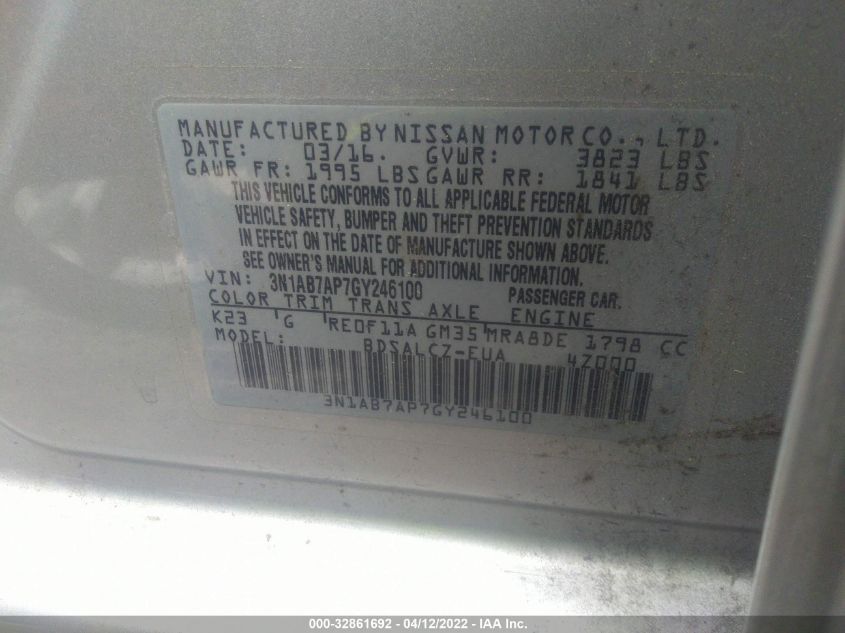 MANUFACTURED BY NISSAN MOTOR CO., LTD.
DATE: 03/16. GVWR: 3823 LBS
GAWR FR: 1995 LBS GAWR RR: 1841 LBS
THIS VEHICLE CONFORMS TO ALL APPLICABLE FEDERAL MOTOR
VEHICLE SAFETY, BUMPER AND THEFT PREVENTION STANDARDS
IN EFFECT ON THE DATE OF MANUFACTURE SHOWN ABOVE.
SEE OWNER'S MANUAL FOR ADDITIONAL INFORMATION.
VIN: 3N1AB7AP7GY246100 PASSENGER CAR.
COLOR TRIM TRANS AXLE ENGINE
K23 G RE0F11A GM35 MRA8DE 1798 CC
MODEL: BDSALCZ-EUA 4Z000
3N1AB7AP7GY246100
000-32861692 - 04/12/2022 - IAA Inc.